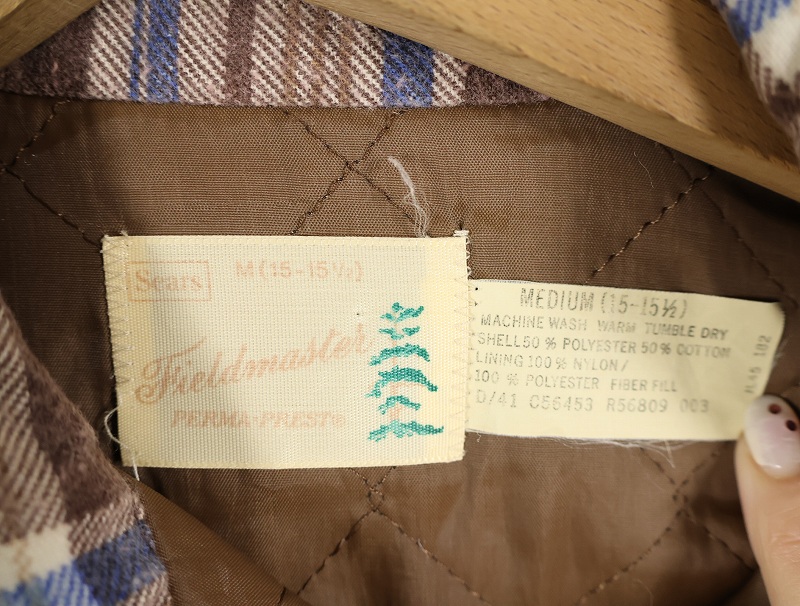 Sears M(15-15½)
Fieldmaster
PERMA-PREST®
MEDIUM (15-15½)
MACHINE WASH WARM TUMBLE DRY
SHELL 50 % POLYESTER 50 % COTTON
LINING 100 % NYLON/
100 % POLYESTER FIBER FILL
D/41 C56453 R56809 003